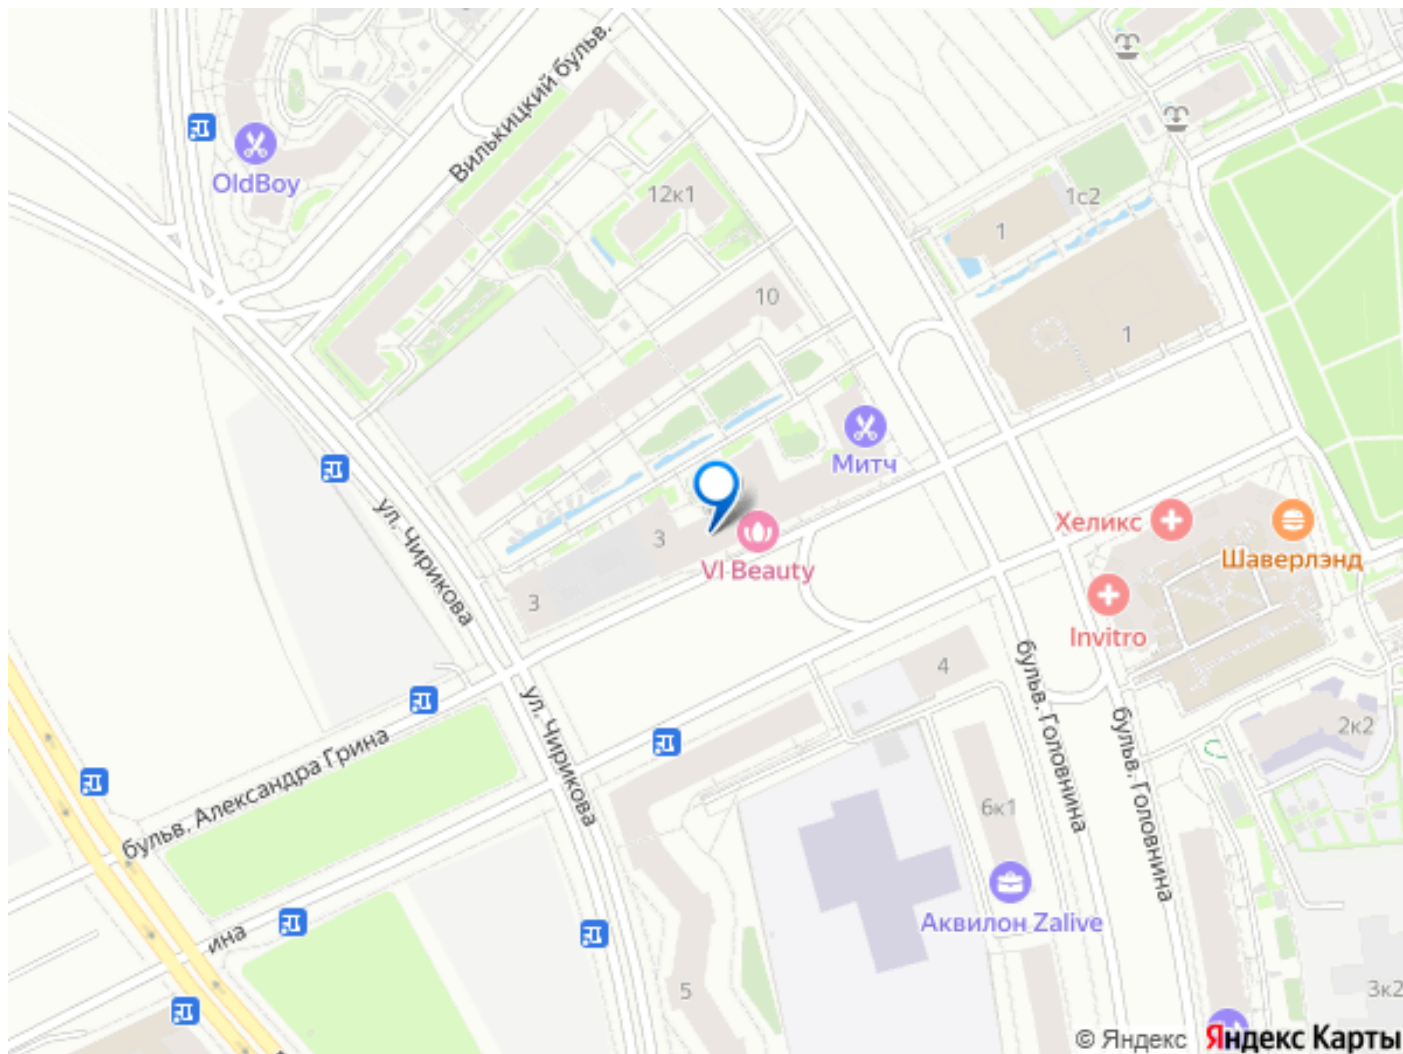 Вилькицкий бульв.
OldBoy
12к1
1с2
1
10
1
Митч
ул. Чирикова
3
Хеликс
Шаверлэнд
VI Beauty
3
Invitro
4
бульв. Головнина
ул. Чирикова
бульв. Головнина
2к2
бульв. Александра Грина
6к1
Аквилон Zalive
ина
5
3к2
© Яндекс Яндекс Карты